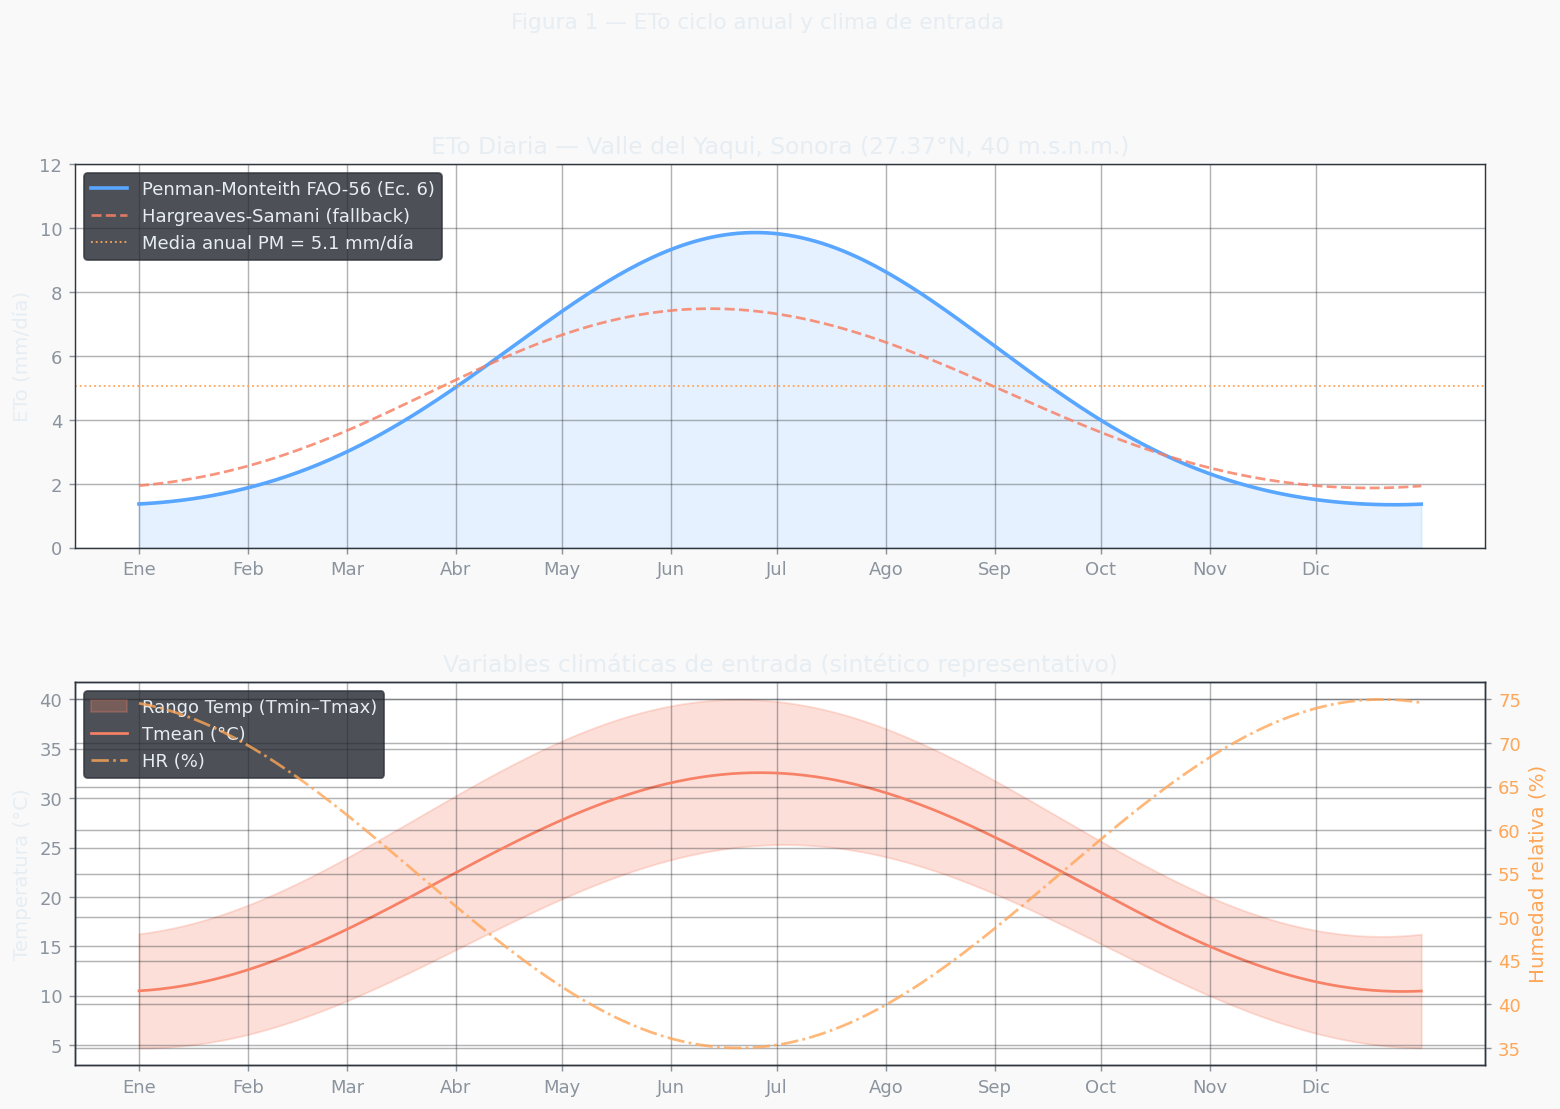 Figura 1 — ETo ciclo anual y clima de entrada
ETo Diaria — Valle del Yaqui, Sonora (27.37°N, 40 m.s.n.m.)
ETo (mm/día)
12
10
8
6
4
2
0
Penman-Monteith FAO-56 (Ec. 6)
Hargreaves-Samani (fallback)
Media anual PM = 5.1 mm/día
Ene Feb Mar Abr May Jun Jul Ago Sep Oct Nov Dic
Variables climáticas de entrada (sintético representativo)
Temperatura (°C)
40
35
30
25
20
15
10
5
Rango Temp (Tmin–Tmax)
Tmean (°C)
HR (%)
75
70
65
60
55
50
45
40
35
Humedad relativa (%)
Ene Feb Mar Abr May Jun Jul Ago Sep Oct Nov Dic